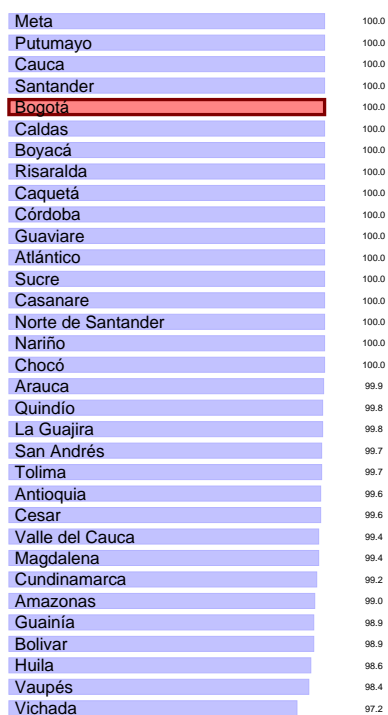 Meta 100.0
Putumayo 100.0
Cauca 100.0
Santander 100.0
Bogotá 100.0
Caldas 100.0
Boyacá 100.0
Risaralda 100.0
Caquetá 100.0
Córdoba 100.0
Guaviare 100.0
Atlántico 100.0
Sucre 100.0
Casanare 100.0
Norte de Santander 100.0
Nariño 100.0
Chocó 100.0
Arauca 99.9
Quindío 99.8
La Guajira 99.8
San Andrés 99.7
Tolima 99.7
Antioquia 99.6
Cesar 99.6
Valle del Cauca 99.4
Magdalena 99.4
Cundinamarca 99.2
Amazonas 99.0
Guainía 98.9
Bolivar 98.9
Huila 98.6
Vaupés 98.4
Vichada 97.2